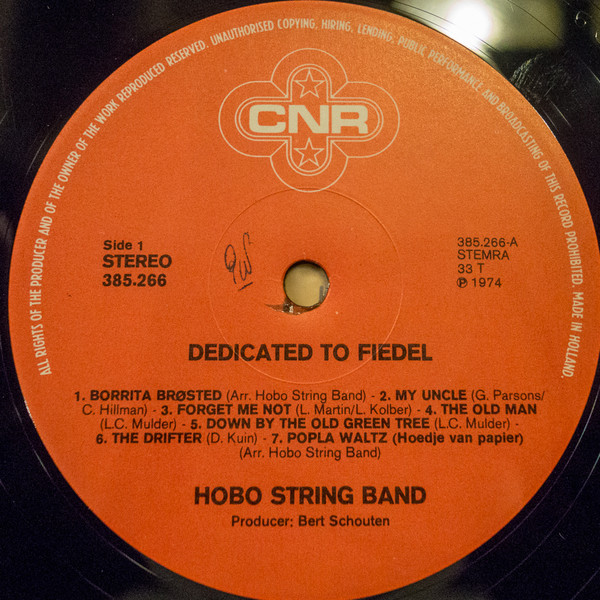 ALL RIGHTS OF THE PRODUCER AND OF THE OWNER OF THE WORK REPRODUCED RESERVED. UNAUTHORISED COPYING, HIRING, LENDING, PUBLIC PERFORMANCE AND BROADCASTING OF THIS RECORD PROHIBITED. MADE IN HOLLAND.
CNR
Side 1
STEREO
385.266
385.266-A
STEMRA
33 T
℗ 1974
DEDICATED TO FIEDEL
1. BORRITA BRØSTED (Arr. Hobo String Band) - 2. MY UNCLE (G. Parsons/
C. Hillman) - 3. FORGET ME NOT (L. Martin/L. Kolber) - 4. THE OLD MAN
(L.C. Mulder) - 5. DOWN BY THE OLD GREEN TREE (L.C. Mulder) -
6. THE DRIFTER (D. Kuin) - 7. POPLA WALTZ (Hoedje van papier)
(Arr. Hobo String Band)
HOBO STRING BAND
Producer: Bert Schouten